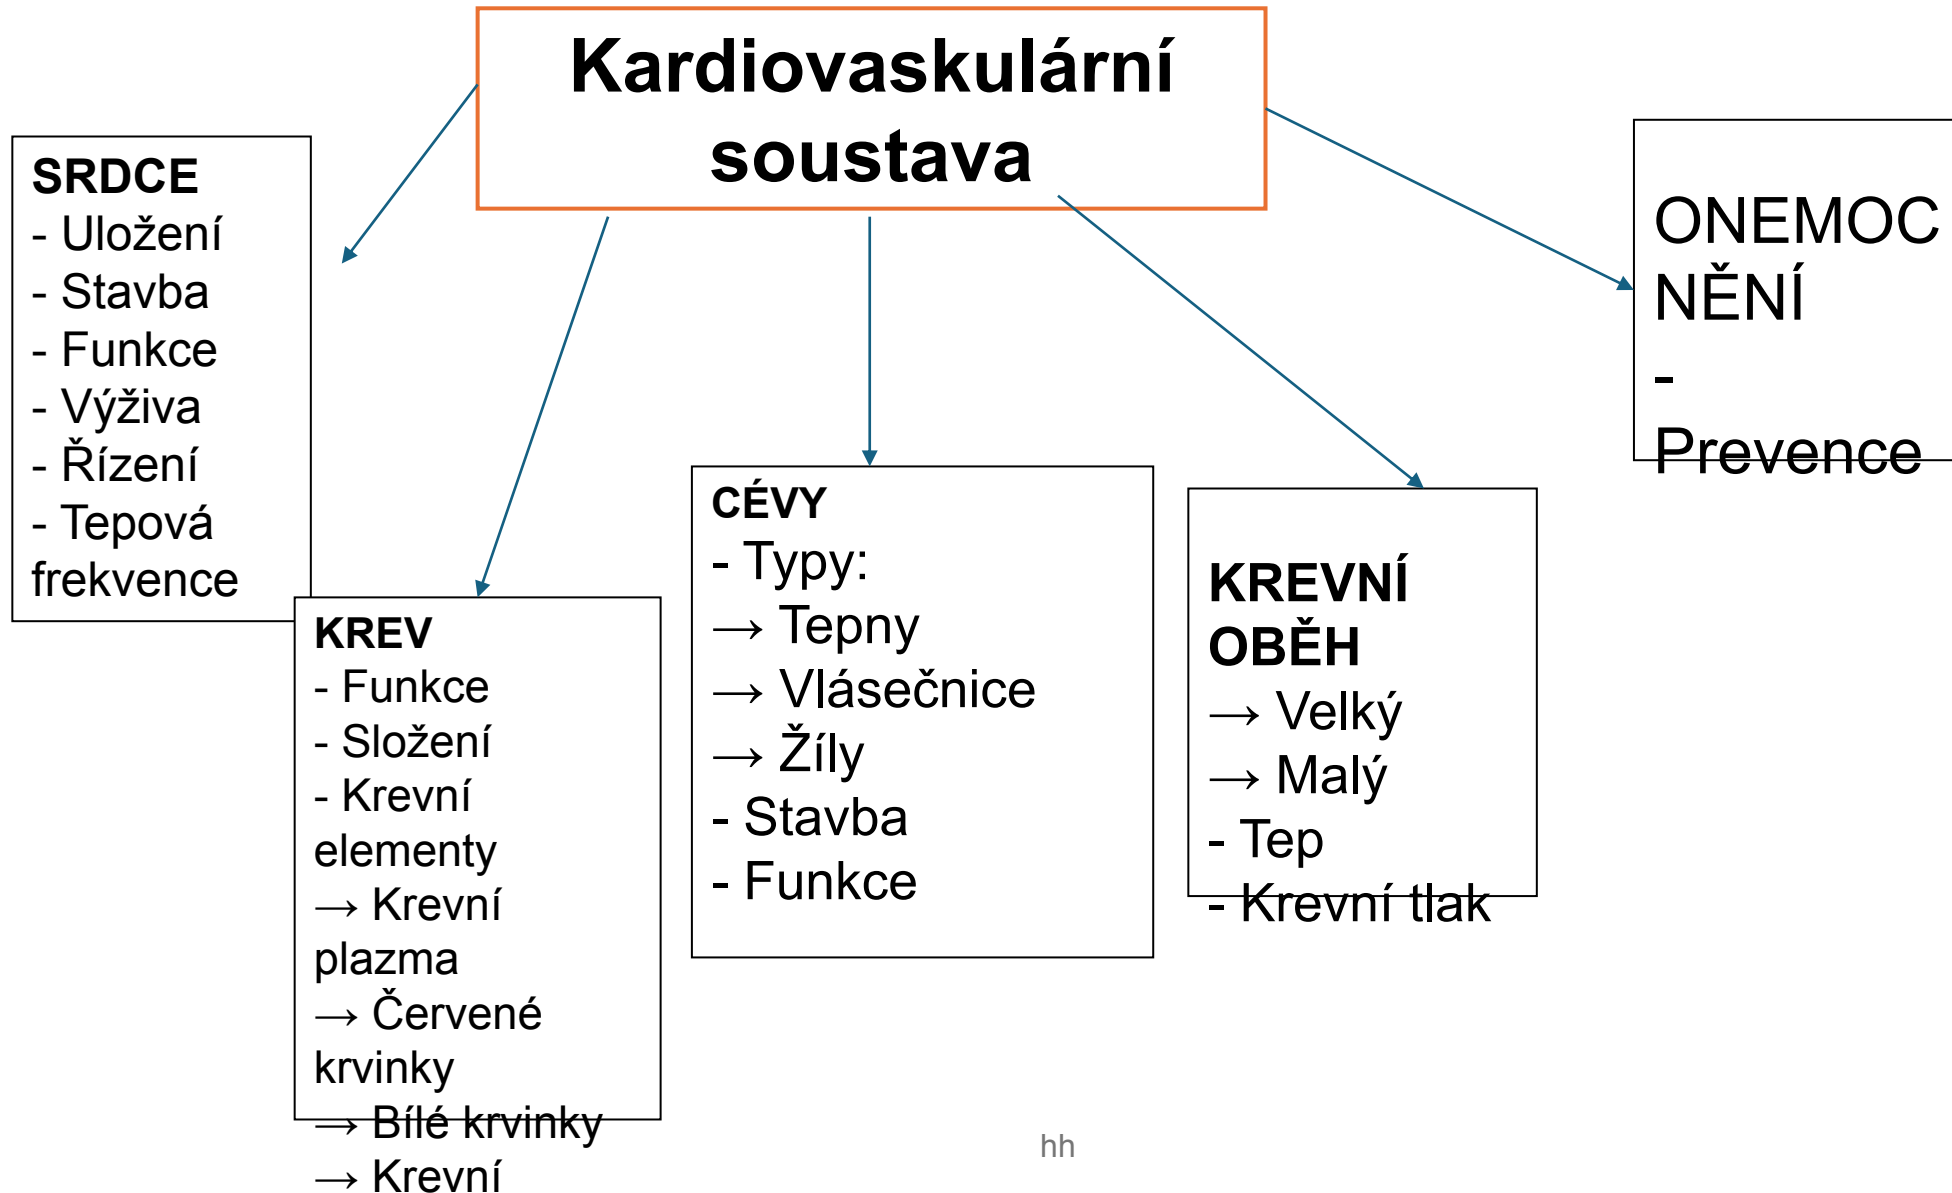 Kardiovaskulární
soustava
SRDCE
- Uložení
- Stavba
- Funkce
- Výživa
- Řízení
- Tepová
frekvence
KREV
- Funkce
- Složení
- Krevní
elementy
→ Krevní
plazma
→ Červené
krvinky
→ Bílé krvinky
→ Krevní
CÉVY
- Typy:
→ Tepny
→ Vlásečnice
→ Žíly
- Stavba
- Funkce
KREVNÍ
OBĚH
→ Velký
→ Malý
- Tep
- Krevní tlak
ONEMOC
NĚNÍ
-
Prevence
hh